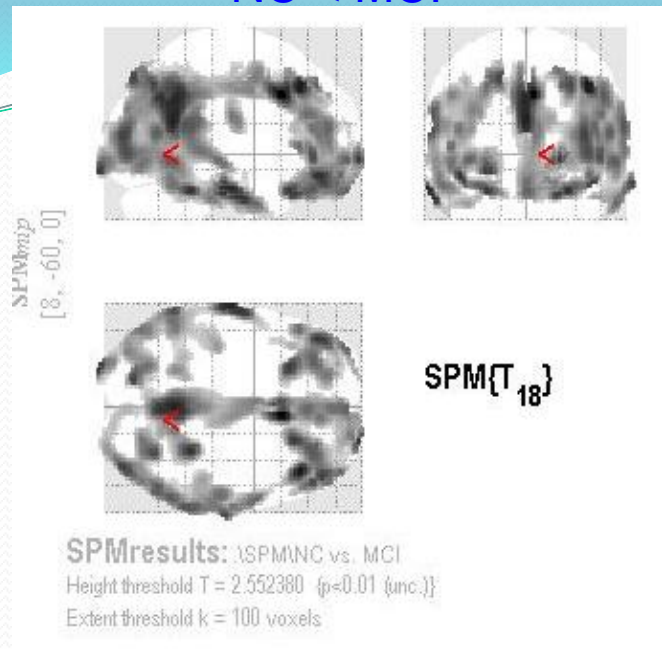 SPMmip
[8, -60, 0]
SPM{T18}
SPMresults: .\SPM\NC vs. MCI
Height threshold T = 2.552380 {p<0.01 (unc.)}
Extent threshold k = 100 voxels